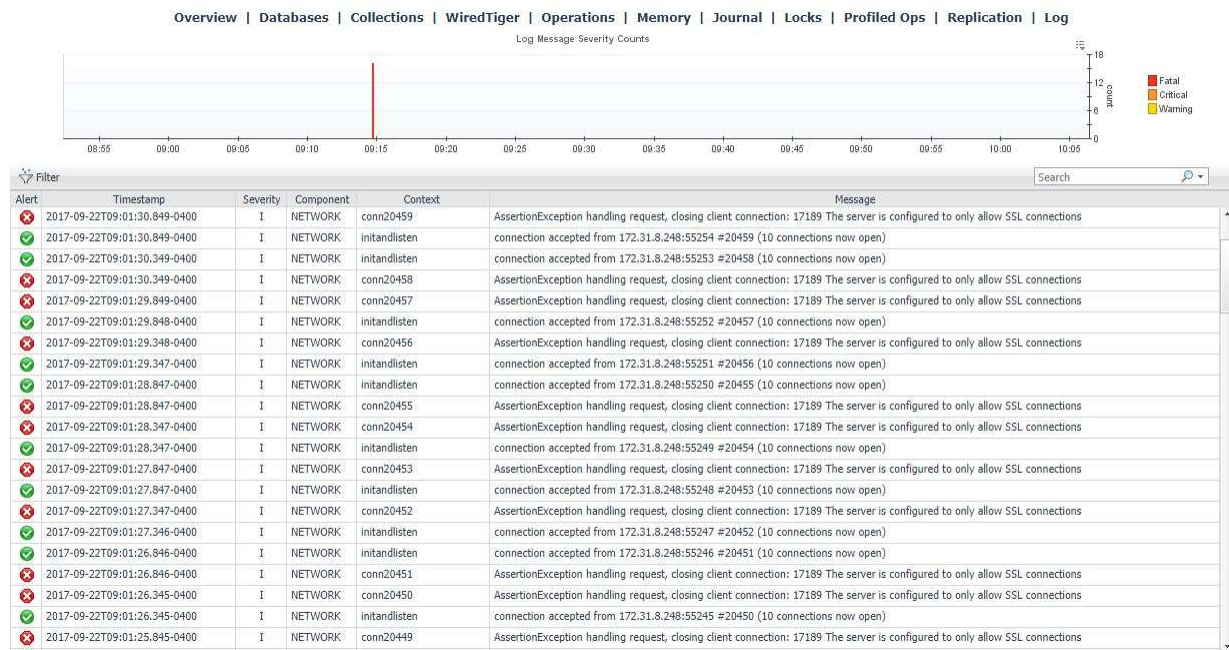 Overview | Databases | Collections | WiredTiger | Operations | Memory | Journal | Locks | Profiled Ops | Replication | Log
Log Message Severity Counts
18
12
6
0
count
Fatal
Critical
Warning
08:55 09:00 09:05 09:10 09:15 09:20 09:25 09:30 09:35 09:40 09:45 09:50 09:55 10:00 10:05
Filter
Search
Alert Timestamp Severity Component Context Message
2017-09-22T09:01:30.849-0400 I NETWORK conn20459 AssertionException handling request, closing client connection: 17189 The server is configured to only allow SSL connections
2017-09-22T09:01:30.849-0400 I NETWORK initandlisten connection accepted from 172.31.8.248:55254 #20459 (10 connections now open)
2017-09-22T09:01:30.349-0400 I NETWORK initandlisten connection accepted from 172.31.8.248:55253 #20458 (10 connections now open)
2017-09-22T09:01:30.349-0400 I NETWORK conn20458 AssertionException handling request, closing client connection: 17189 The server is configured to only allow SSL connections
2017-09-22T09:01:29.849-0400 I NETWORK conn20457 AssertionException handling request, closing client connection: 17189 The server is configured to only allow SSL connections
2017-09-22T09:01:29.848-0400 I NETWORK initandlisten connection accepted from 172.31.8.248:55252 #20457 (10 connections now open)
2017-09-22T09:01:29.348-0400 I NETWORK conn20456 AssertionException handling request, closing client connection: 17189 The server is configured to only allow SSL connections
2017-09-22T09:01:29.347-0400 I NETWORK initandlisten connection accepted from 172.31.8.248:55251 #20456 (10 connections now open)
2017-09-22T09:01:28.847-0400 I NETWORK initandlisten connection accepted from 172.31.8.248:55250 #20455 (10 connections now open)
2017-09-22T09:01:28.847-0400 I NETWORK conn20455 AssertionException handling request, closing client connection: 17189 The server is configured to only allow SSL connections
2017-09-22T09:01:28.347-0400 I NETWORK conn20454 AssertionException handling request, closing client connection: 17189 The server is configured to only allow SSL connections
2017-09-22T09:01:28.347-0400 I NETWORK initandlisten connection accepted from 172.31.8.248:55249 #20454 (10 connections now open)
2017-09-22T09:01:27.847-0400 I NETWORK conn20453 AssertionException handling request, closing client connection: 17189 The server is configured to only allow SSL connections
2017-09-22T09:01:27.847-0400 I NETWORK initandlisten connection accepted from 172.31.8.248:55248 #20453 (10 connections now open)
2017-09-22T09:01:27.347-0400 I NETWORK conn20452 AssertionException handling request, closing client connection: 17189 The server is configured to only allow SSL connections
2017-09-22T09:01:27.346-0400 I NETWORK initandlisten connection accepted from 172.31.8.248:55247 #20452 (10 connections now open)
2017-09-22T09:01:26.846-0400 I NETWORK initandlisten connection accepted from 172.31.8.248:55246 #20451 (10 connections now open)
2017-09-22T09:01:26.846-0400 I NETWORK conn20451 AssertionException handling request, closing client connection: 17189 The server is configured to only allow SSL connections
2017-09-22T09:01:26.345-0400 I NETWORK conn20450 AssertionException handling request, closing client connection: 17189 The server is configured to only allow SSL connections
2017-09-22T09:01:26.345-0400 I NETWORK initandlisten connection accepted from 172.31.8.248:55245 #20450 (10 connections now open)
2017-09-22T09:01:25.845-0400 I NETWORK conn20449 AssertionException handling request, closing client connection: 17189 The server is configured to only allow SSL connections